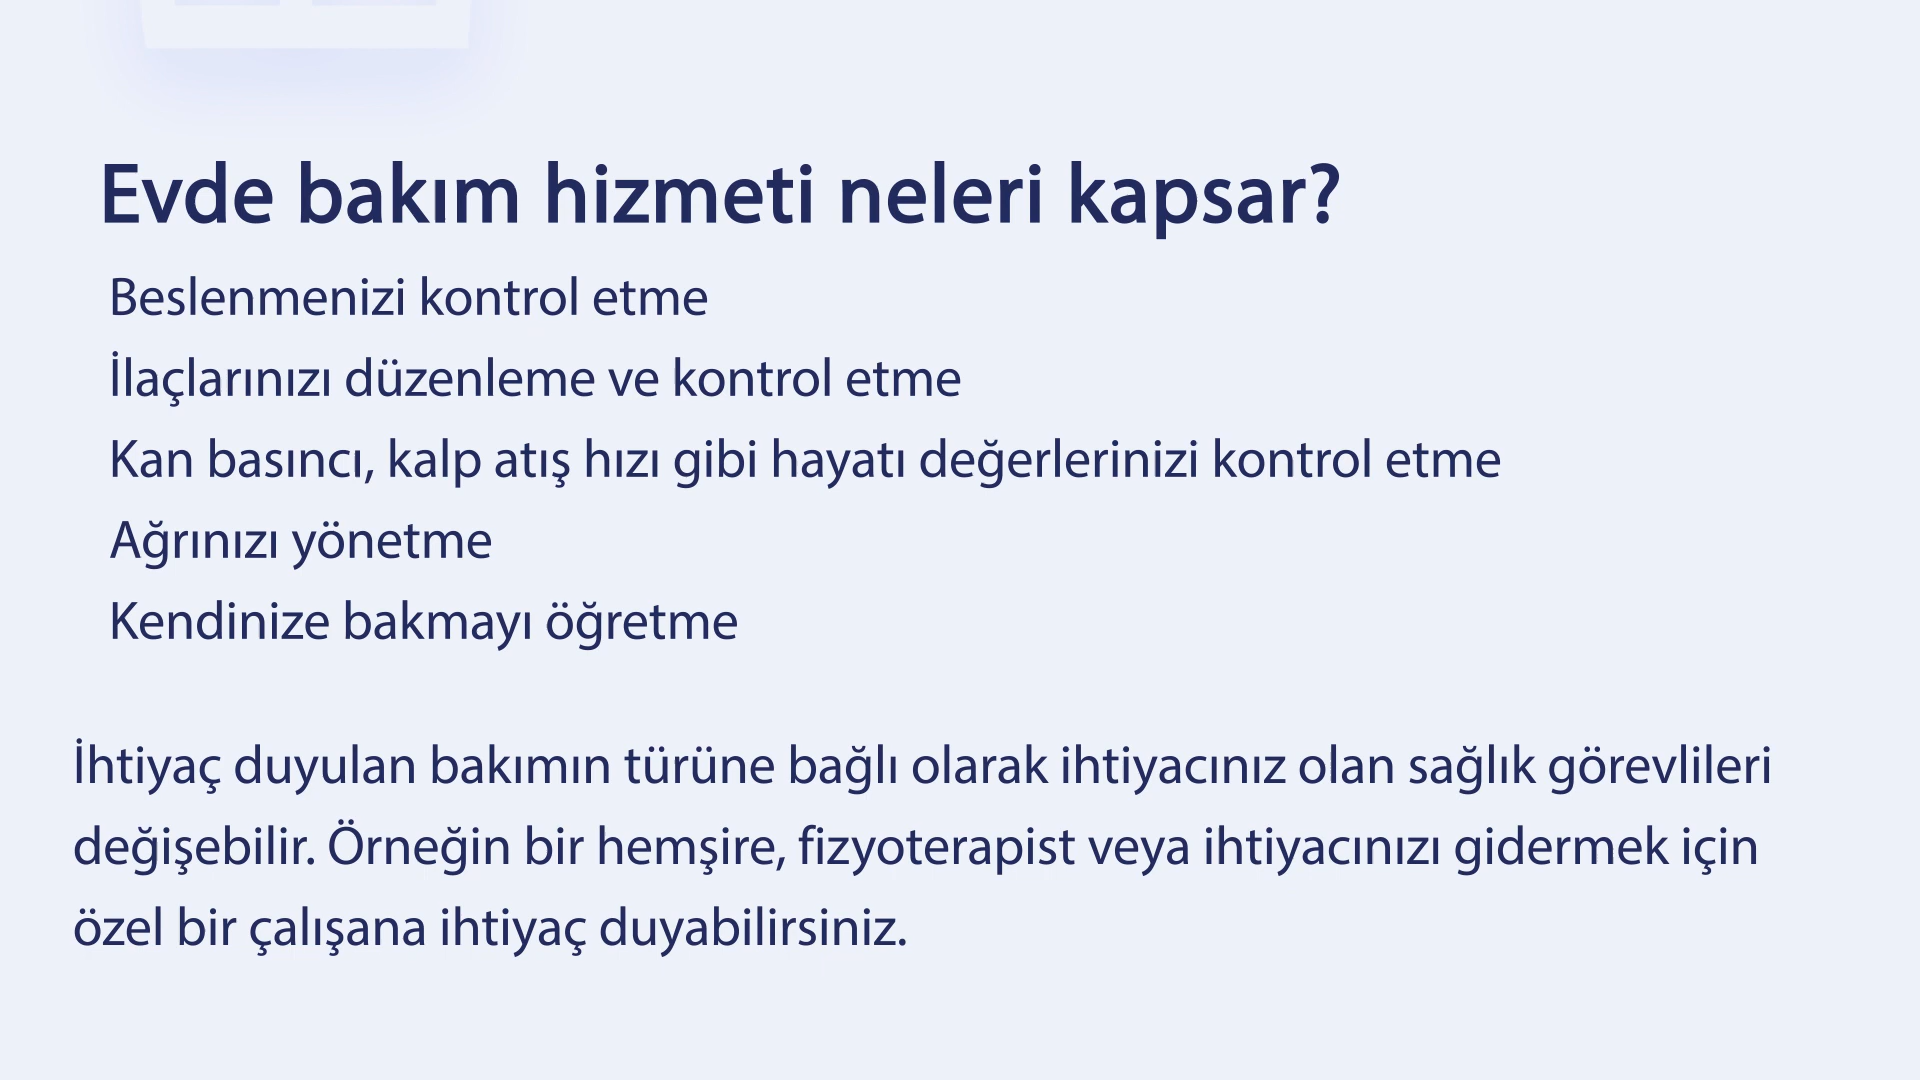 Evde bakım hizmeti neleri kapsar?
Beslenmenizi kontrol etme
İlaçlarınızı düzenleme ve kontrol etme
Kan basıncı, kalp atış hızı gibi hayatı değerlerinizi kontrol etme
Ağrınızı yönetme
Kendinize bakmayı öğretme
İhtiyaç duyulan bakımın türüne bağlı olarak ihtiyacınız olan sağlık görevlileri
değişebilir. Örneğin bir hemşire, fizyoterapist veya ihtiyacınızı gidermek için
özel bir çalışana ihtiyaç duyabilirsiniz.